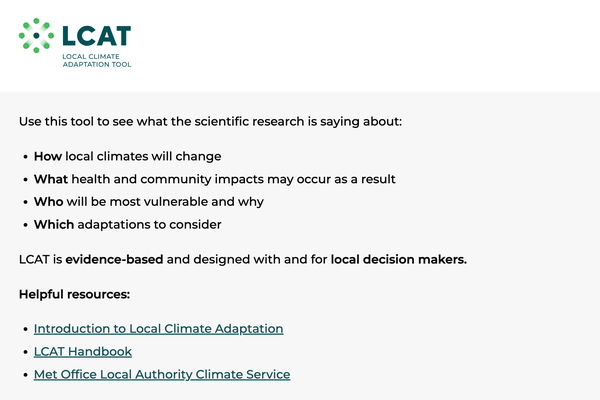 LCAT
LOCAL CLIMATE
ADAPTATION TOOL
Use this tool to see what the scientific research is saying about:
• How local climates will change
• What health and community impacts may occur as a result
• Who will be most vulnerable and why
• Which adaptations to consider
LCAT is evidence-based and designed with and for local decision makers.
Helpful resources:
• Introduction to Local Climate Adaptation
• LCAT Handbook
• Met Office Local Authority Climate Service